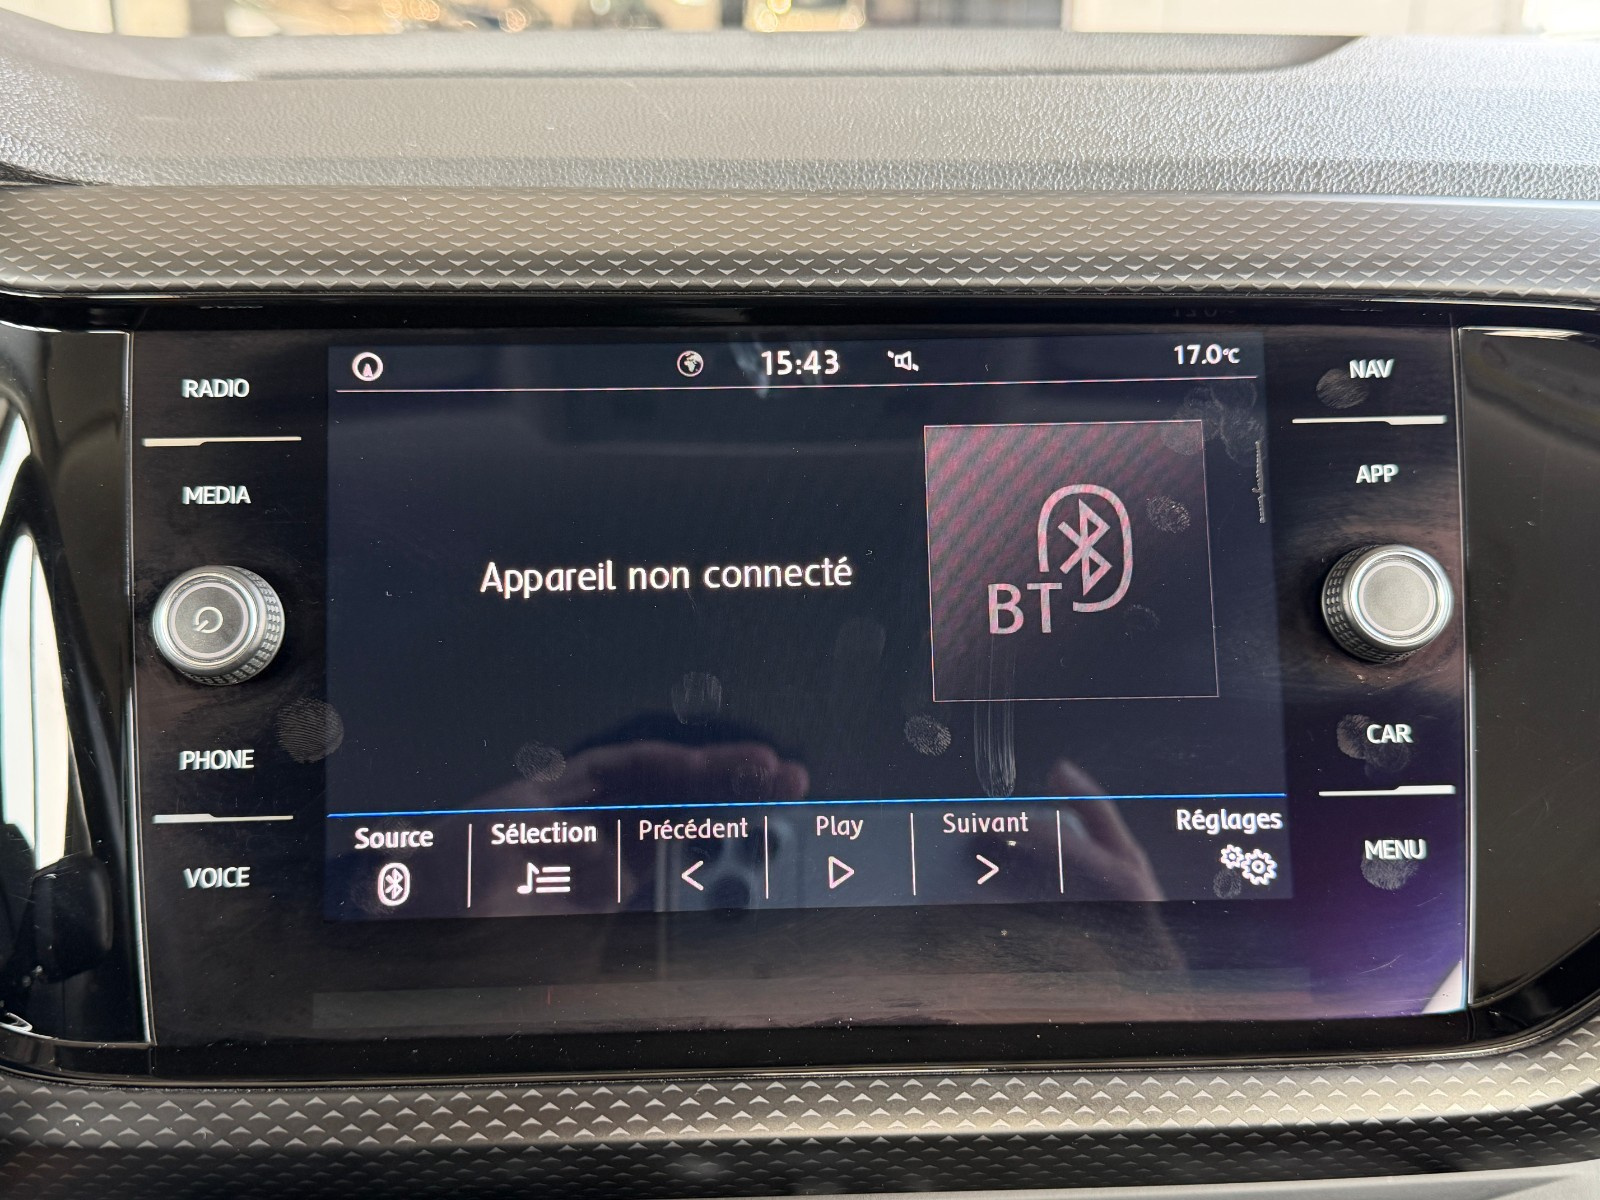 RADIO
MEDIA
PHONE
VOICE
15:43
17.0°C
Appareil non connecté
BT
Source
Sélection
Précédent
Play
Suivant
Réglages
NAV
APP
CAR
MENU